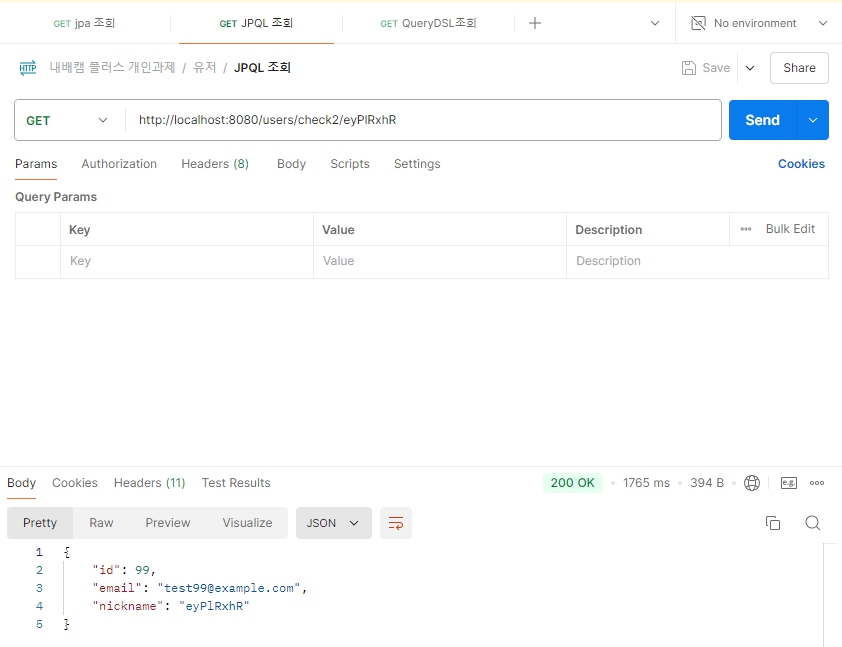 GET jpa 조회 GET JPQL 조회 GET QueryDSL조회 No environment
HTTP 내배캠 플러스 개인과제 / 유저 / JPQL 조회 Save Share
GET http://localhost:8080/users/check2/eyPlRxhR Send
Params Authorization Headers (8) Body Scripts Settings Cookies
Query Params
Key Value Description Bulk Edit
Key Value Description
Body Cookies Headers (11) Test Results 200 OK 1765 ms 394 B e.g.
Pretty Raw Preview Visualize JSON
1 {
2 "id": 99,
3 "email": "test99@example.com",
4 "nickname": "eyPlRxhR"
5 }